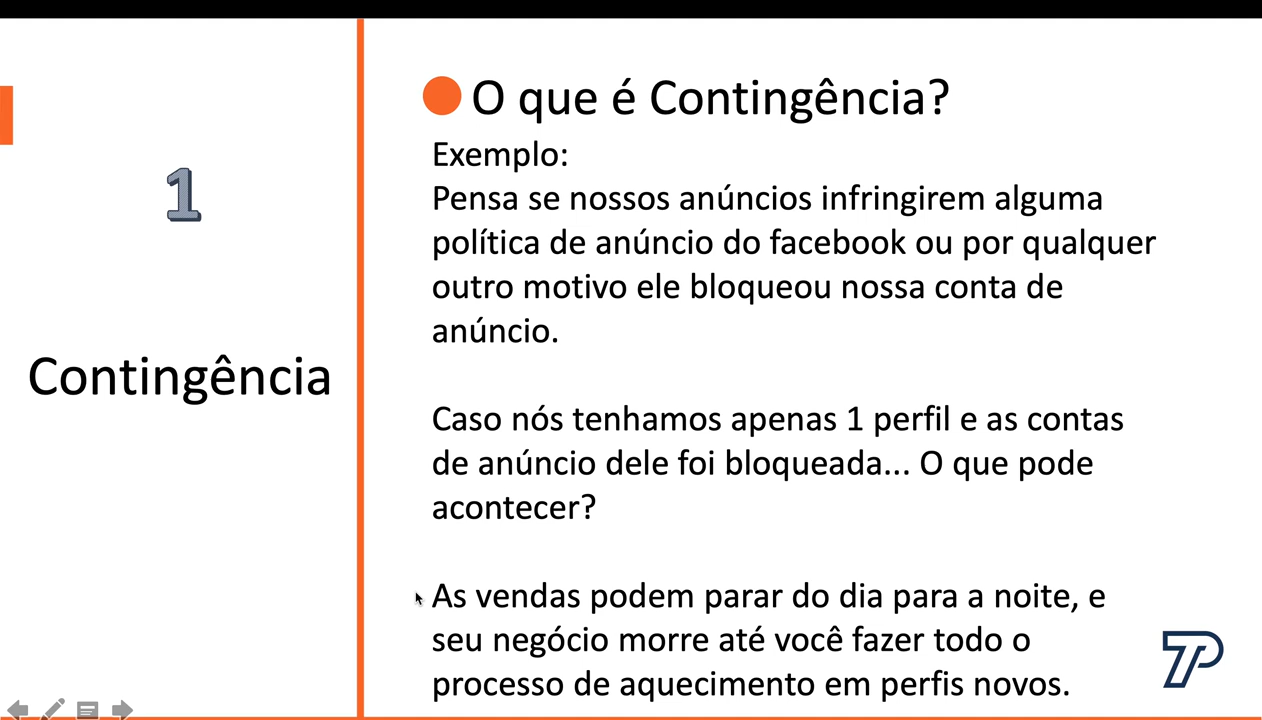 1
Contingência
O que é Contingência?
Exemplo:
Pensa se nossos anúncios infringirem alguma
política de anúncio do facebook ou por qualquer
outro motivo ele bloqueou nossa conta de
anúncio.
Caso nós tenhamos apenas 1 perfil e as contas
de anúncio dele foi bloqueada... O que pode
acontecer?
As vendas podem parar do dia para a noite, e
seu negócio morre até você fazer todo o
processo de aquecimento em perfis novos.
TP